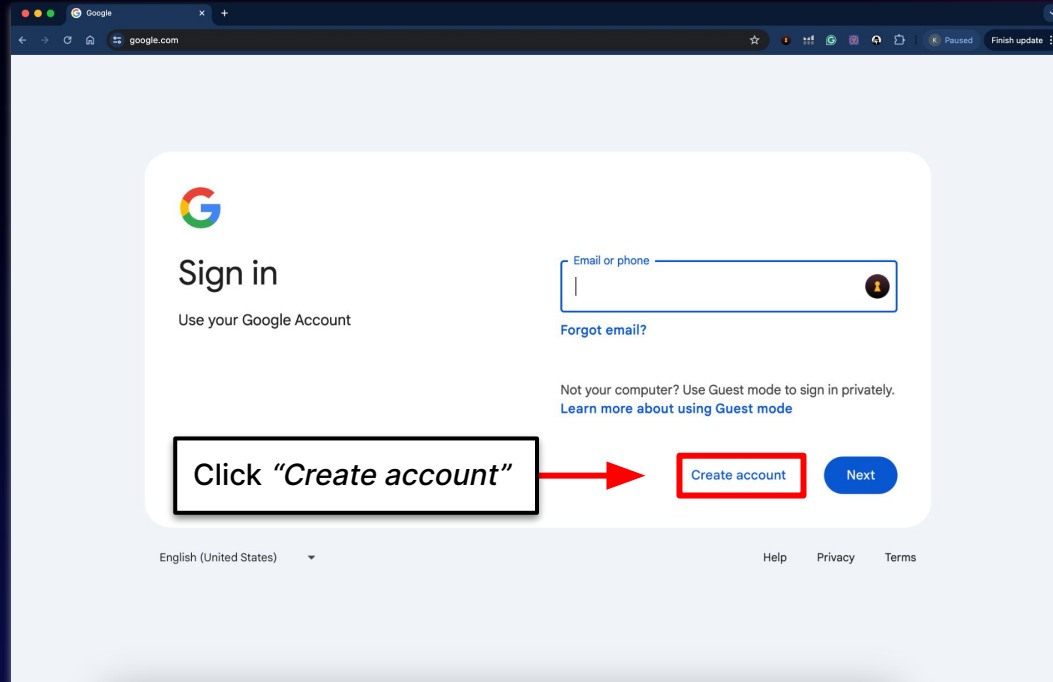 Google
google.com
K Paused
Finish update
Sign in
Use your Google Account
Email or phone
Forgot email?
Not your computer? Use Guest mode to sign in privately.
Learn more about using Guest mode
Click "Create account"
Create account
Next
English (United States)
Help Privacy Terms